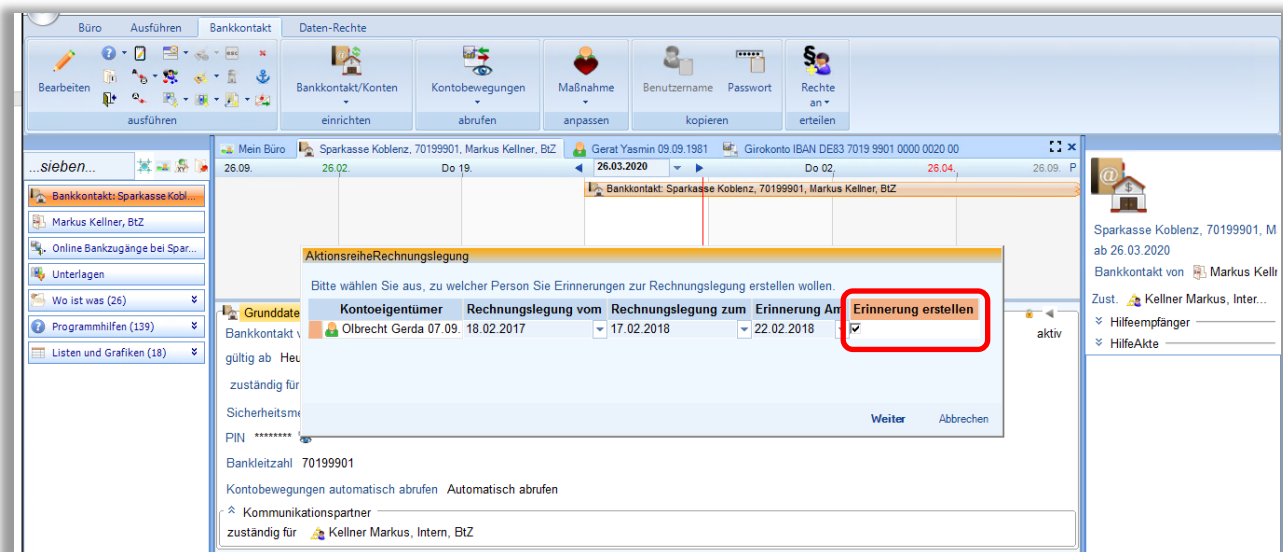 Büro Ausführen Bankkontakt Daten-Rechte
Bearbeiten
Bankkontakt/Konten
Kontobewegungen
Maßnahme
Benutzername
Passwort
Rechte
an
ausführen einrichten abrufen anpassen kopieren erteilen
...sieben...
Mein Büro Sparkasse Koblenz, 70199901, Markus Kellner, BtZ Gerat Yasmin 09.09.1981 Girokonto IBAN DE83 7019 9901 0000 0020 00
26.09. 26.02. Do 19. 26.03.2020 Do 02. 26.04. 26.09. P
Bankkontakt: Sparkasse Koblenz, 70199901, Markus Kellner, BtZ
Bankkontakt: Sparkasse Kobl...
Markus Kellner, BtZ
Online Bankzugänge bei Spar...
Unterlagen
Wo ist was (26)
Programmhilfen (139)
Listen und Grafiken (18)
AktionsreiheRechnungslegung
Bitte wählen Sie aus, zu welcher Person Sie Erinnerungen zur Rechnungslegung erstellen wollen.
Kontoeigentümer Rechnungslegung vom Rechnungslegung zum Erinnerung Am Erinnerung erstellen
Olbrecht Gerda 07.09. 18.02.2017 17.02.2018 22.02.2018
Weiter Abbrechen
Grunddate
Bankkontakt v
aktiv
gültig ab Heu
zuständig für
Sicherheitsme
PIN ********
Bankleitzahl 70199901
Kontobewegungen automatisch abrufen Automatisch abrufen
Kommunikationspartner
zuständig für Kellner Markus, Intern, BtZ
Sparkasse Koblenz, 70199901, M
ab 26.03.2020
Bankkontakt von Markus Kelln
Zust. Kellner Markus, Inter...
Hilfeempfänger
HilfeAkte